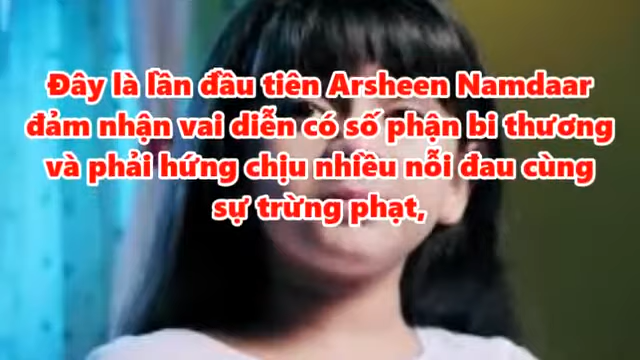 Đây là lần đầu tiên Arsheen Namdaar
đảm nhận vai diễn có số phận bi thương
và phải hứng chịu nhiều nỗi đau cùng
sự trừng phạt,